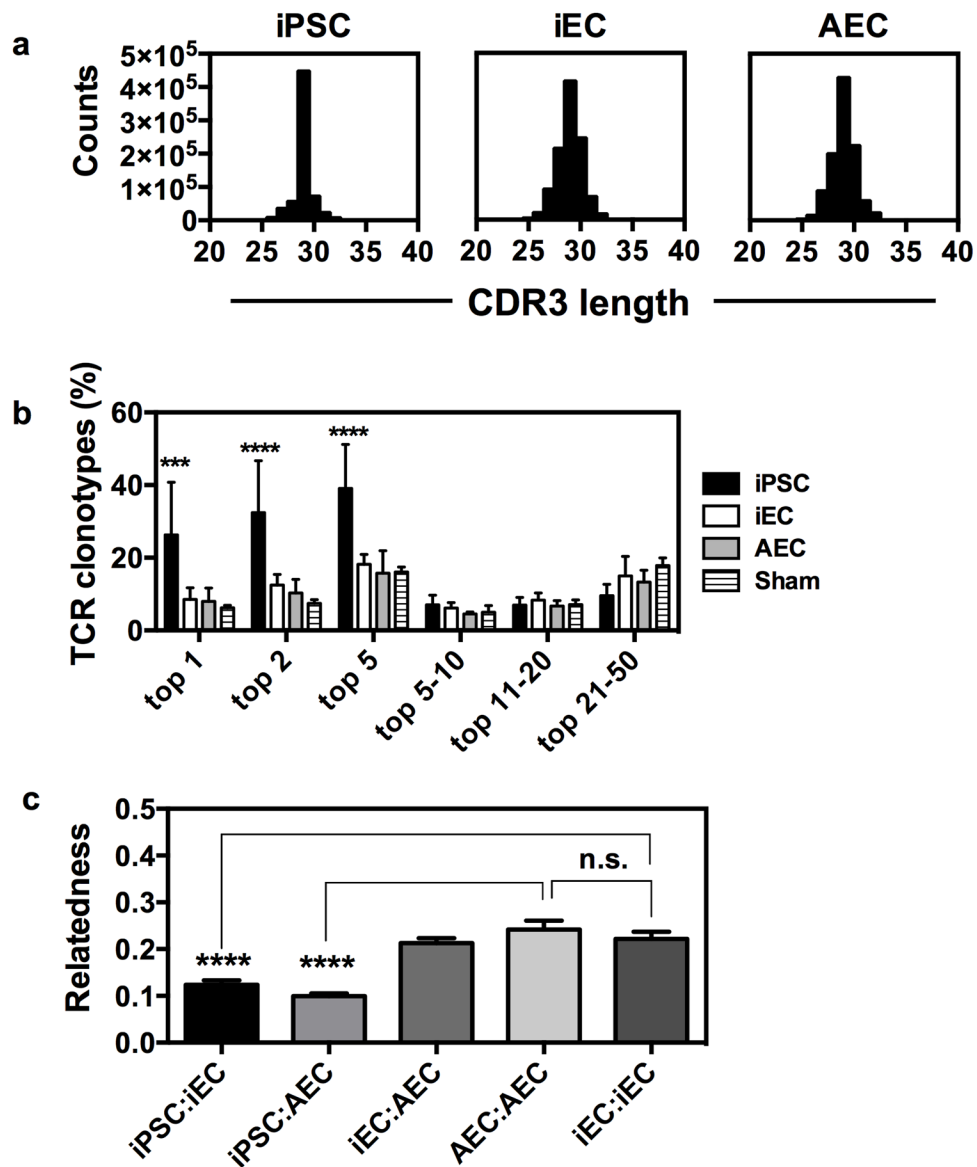 a
iPSC iEC AEC
Counts
5×10⁵
4×10⁵
3×10⁵
2×10⁵
1×10⁵
0
20 25 30 35 40 20 25 30 35 40 20 25 30 35 40
CDR3 length
b
TCR clonotypes (%)
60
40
20
0
*** **** ****
top 1 top 2 top 5 top 5-10 top 11-20 top 21-50
iPSC
iEC
AEC
Sham
c
Relatedness
0.5
0.4
0.3
0.2
0.1
0.0
n.s.
**** ****
iPSC:iEC iPSC:AEC iEC:AEC AEC:AEC iEC:iEC